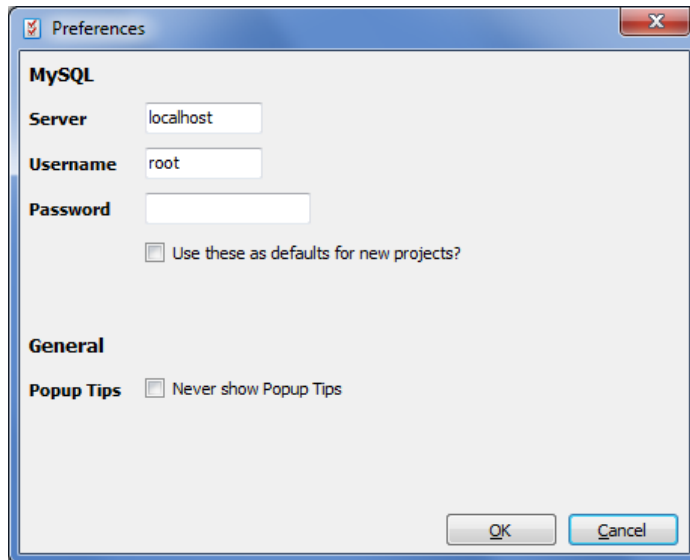 Preferences
MySQL
Server localhost
Username root
Password
Use these as defaults for new projects?
General
Popup Tips Never show Popup Tips
OK Cancel